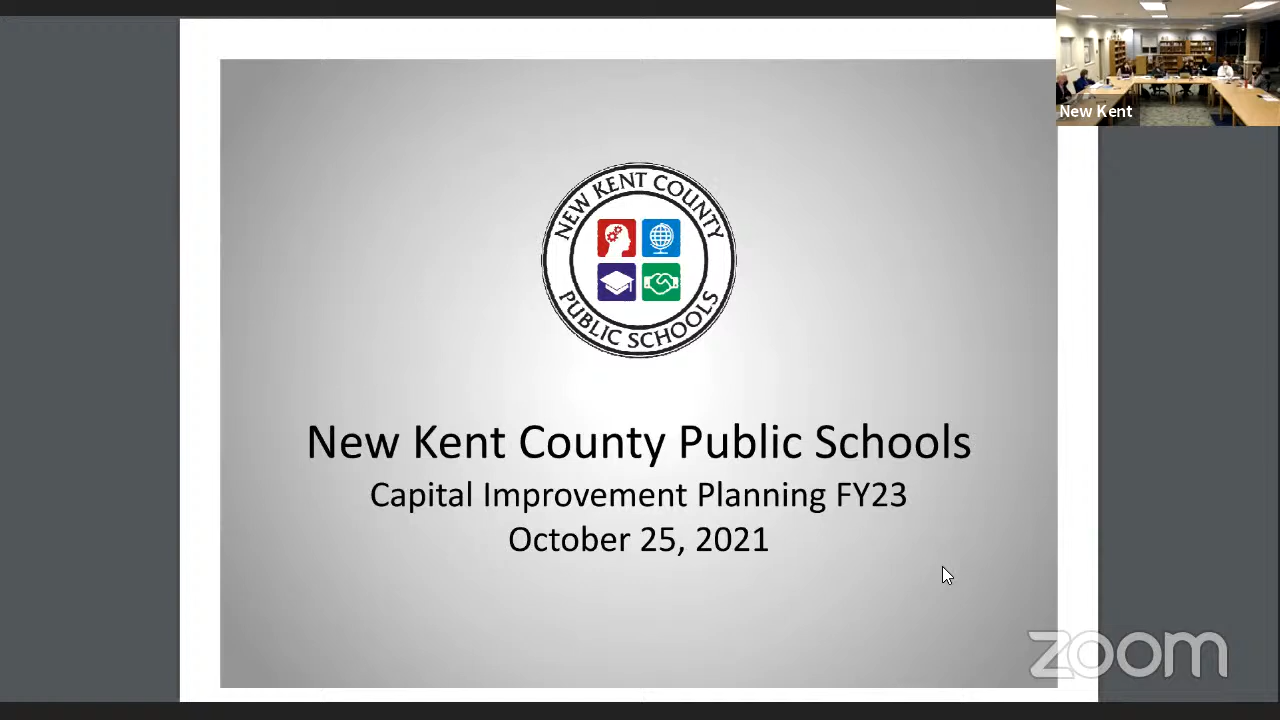 New Kent
NEW KENT COUNTY
PUBLIC SCHOOLS
New Kent County Public Schools
Capital Improvement Planning FY23
October 25, 2021
zoom